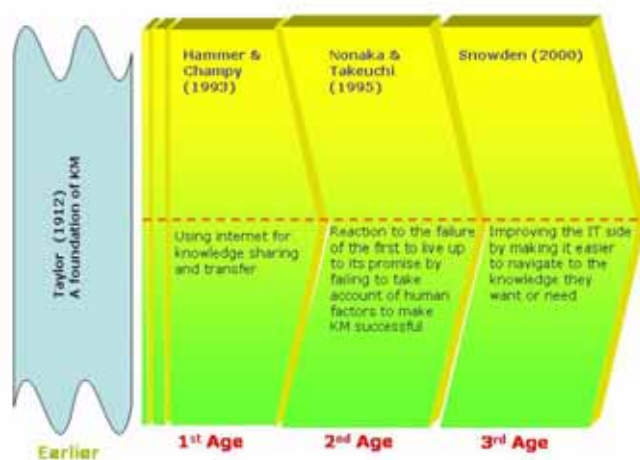 Taylor (1912)
A foundation of KM
Earlier
Hammer &
Champy
(1993)
Using internet for
knowledge sharing
and transfer
1st Age
Nonaka &
Takeuchi
(1995)
Reaction to the failure
of the first to live up
to its promise by
failing to take
account of human
factors to make
KM successful
2nd Age
Snowden (2000)
Improving the IT side
by making it easier
to navigate to the
knowledge they
want or need
3rd Age